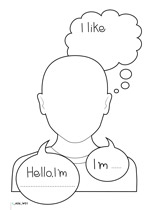 I like
Hello, I'm
I'm .....